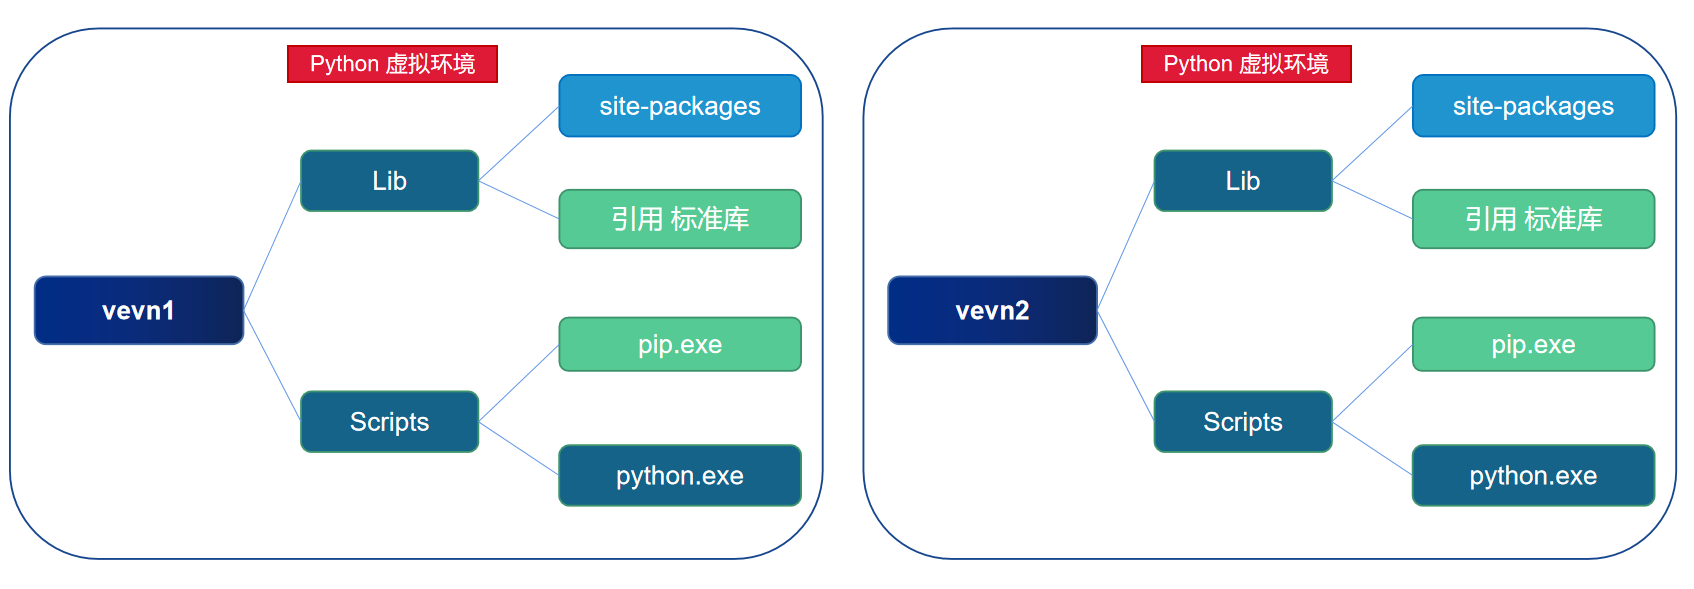 Python 虚拟环境
site-packages
Lib
引用 标准库
vevn1
pip.exe
Scripts
python.exe
Python 虚拟环境
site-packages
Lib
引用 标准库
vevn2
pip.exe
Scripts
python.exe